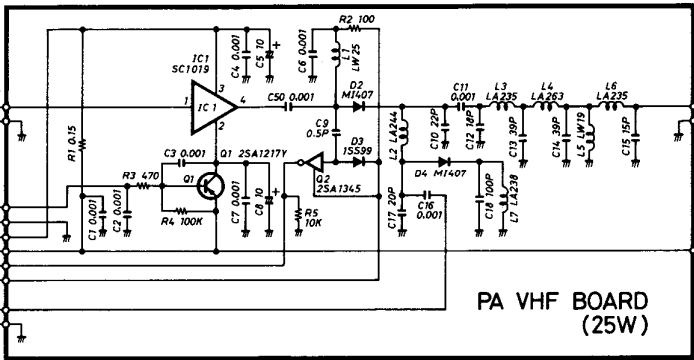 R2 100
IC1
SC1019
C4 0.001
C5 10
+
C6 0.001
L1
LW25
3
1
IC1
4
2
C50 0.001
D2
MI407
C11
0.001
L3
LA235
L4
LA263
L6
LA235
R1 0.15
C9
0.5P
L2 LA244
C10 22P
C12 18P
C13 39P
C14 39P
L5 LW19
C15 15P
C3 0.001
Q1 2SA1217Y
D3
1SS99
R3 470
Q1
Q2
2SA1345
D4 MI407
C1 0.001
C2 0.001
R4 100K
C7 0.001
C8 10
+
R5
10K
C17 20P
C16
0.001
C18 100P
L7 LA238
PA VHF BOARD
(25W)